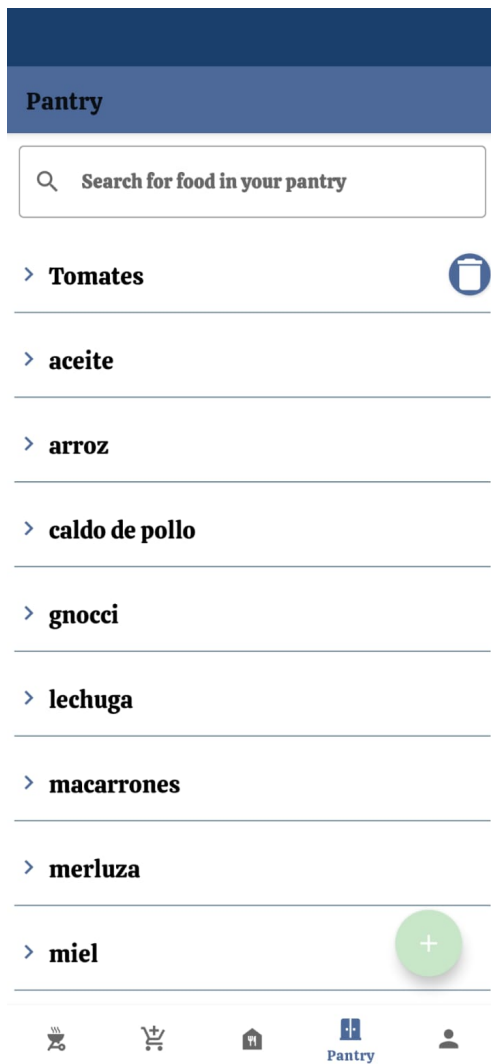 Pantry
Search for food in your pantry
Tomates
aceite
arroz
caldo de pollo
gnocci
lechuga
macarrones
merluza
miel
Pantry